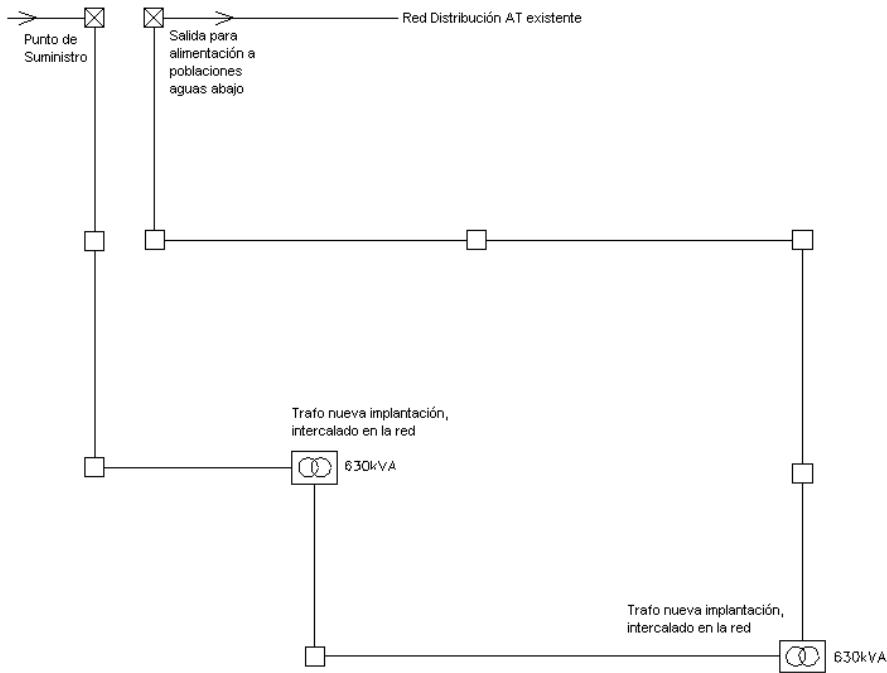 Punto de
Suministro
Salida para
alimentación a
poblaciones
aguas abajo
Red Distribución AT existente
Trafo nueva implantación,
intercalado en la red
630kVA
Trafo nueva implantación,
intercalado en la red
630kVA